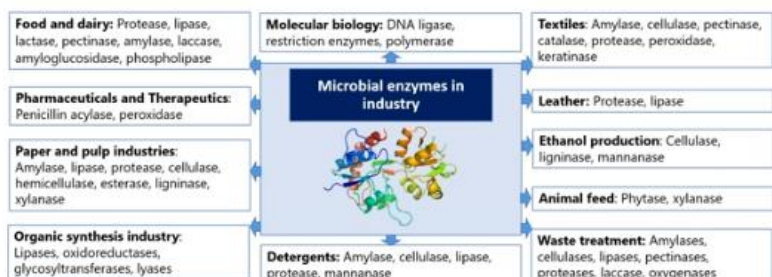 Food and dairy: Protease, lipase,
lactase, pectinase, amylase, laccase,
amyloglucosidase, phospholipase
Molecular biology: DNA ligase,
restriction enzymes, polymerase
Textiles: Amylase, cellulase, pectinase,
catalase, protease, peroxidase,
keratinase
Microbial enzymes in
industry
Pharmaceuticals and Therapeutics:
Penicillin acylase, peroxidase
Leather: Protease, lipase
Paper and pulp industries:
Amylase, lipase, protease, cellulase,
hemicellulase, esterase, ligninase,
xylanase
Ethanol production: Cellulase,
ligninase, mannanase
Animal feed: Phytase, xylanase
Organic synthesis industry:
Lipases, oxidoreductases,
glycosyltransferases, lyases
Detergents: Amylase, cellulase, lipase,
protease, mannanase
Waste treatment: Amylases,
cellulases, lipases, pectinases,
proteases, laccase, oxygenases